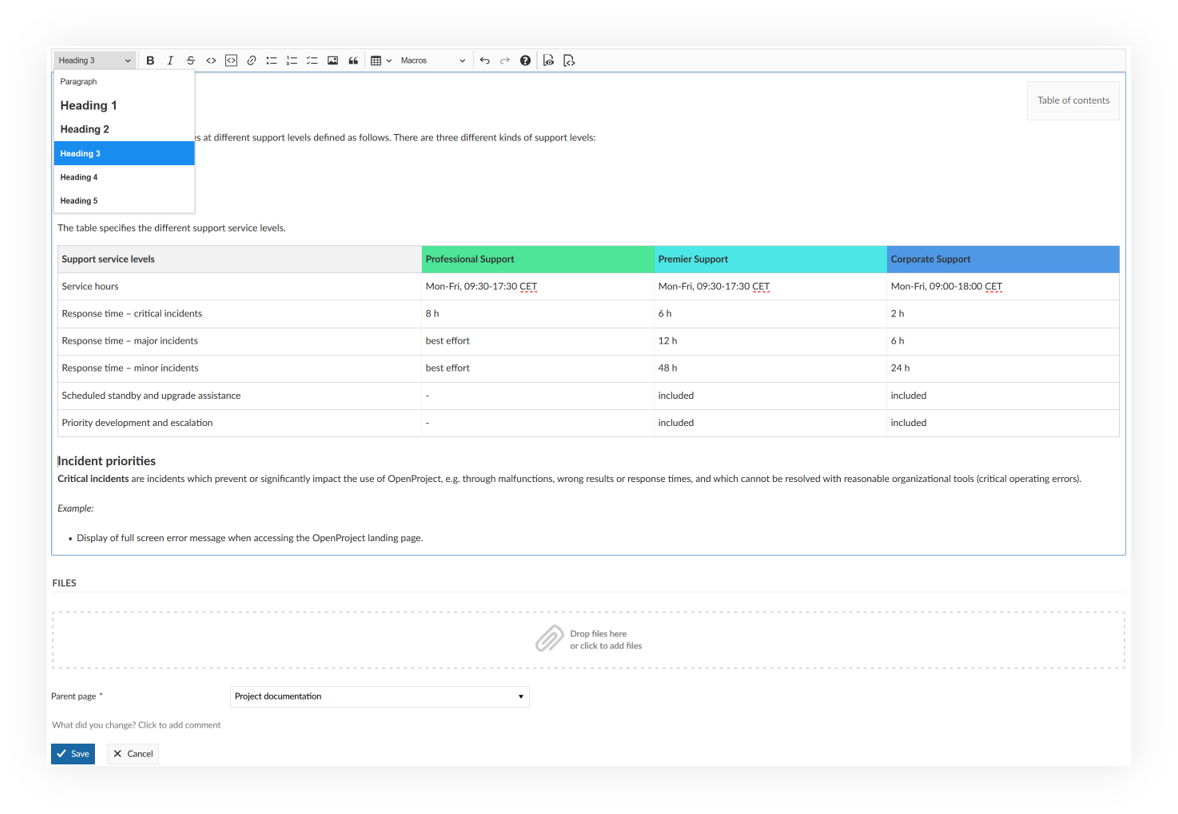 Heading 3 Macros
Paragraph
Heading 1
Heading 2
Heading 3
Heading 4
Heading 5
Table of contents
at different support levels defined as follows. There are three different kinds of support levels:
The table specifies the different support service levels.
Support service levels Professional Support Premier Support Corporate Support
Service hours Mon-Fri, 09:30-17:30 CET Mon-Fri, 09:30-17:30 CET Mon-Fri, 09:00-18:00 CET
Response time – critical incidents 8 h 6 h 2 h
Response time – major incidents best effort 12 h 6 h
Response time – minor incidents best effort 48 h 24 h
Scheduled standby and upgrade assistance - included included
Priority development and escalation - included included
Incident priorities
Critical incidents are incidents which prevent or significantly impact the use of OpenProject, e.g. through malfunctions, wrong results or response times, and which cannot be resolved with reasonable organizational tools (critical operating errors).
Example:
• Display of full screen error message when accessing the OpenProject landing page.
FILES
Drop files here
or click to add files
Parent page * Project documentation
What did you change? Click to add comment
Save Cancel